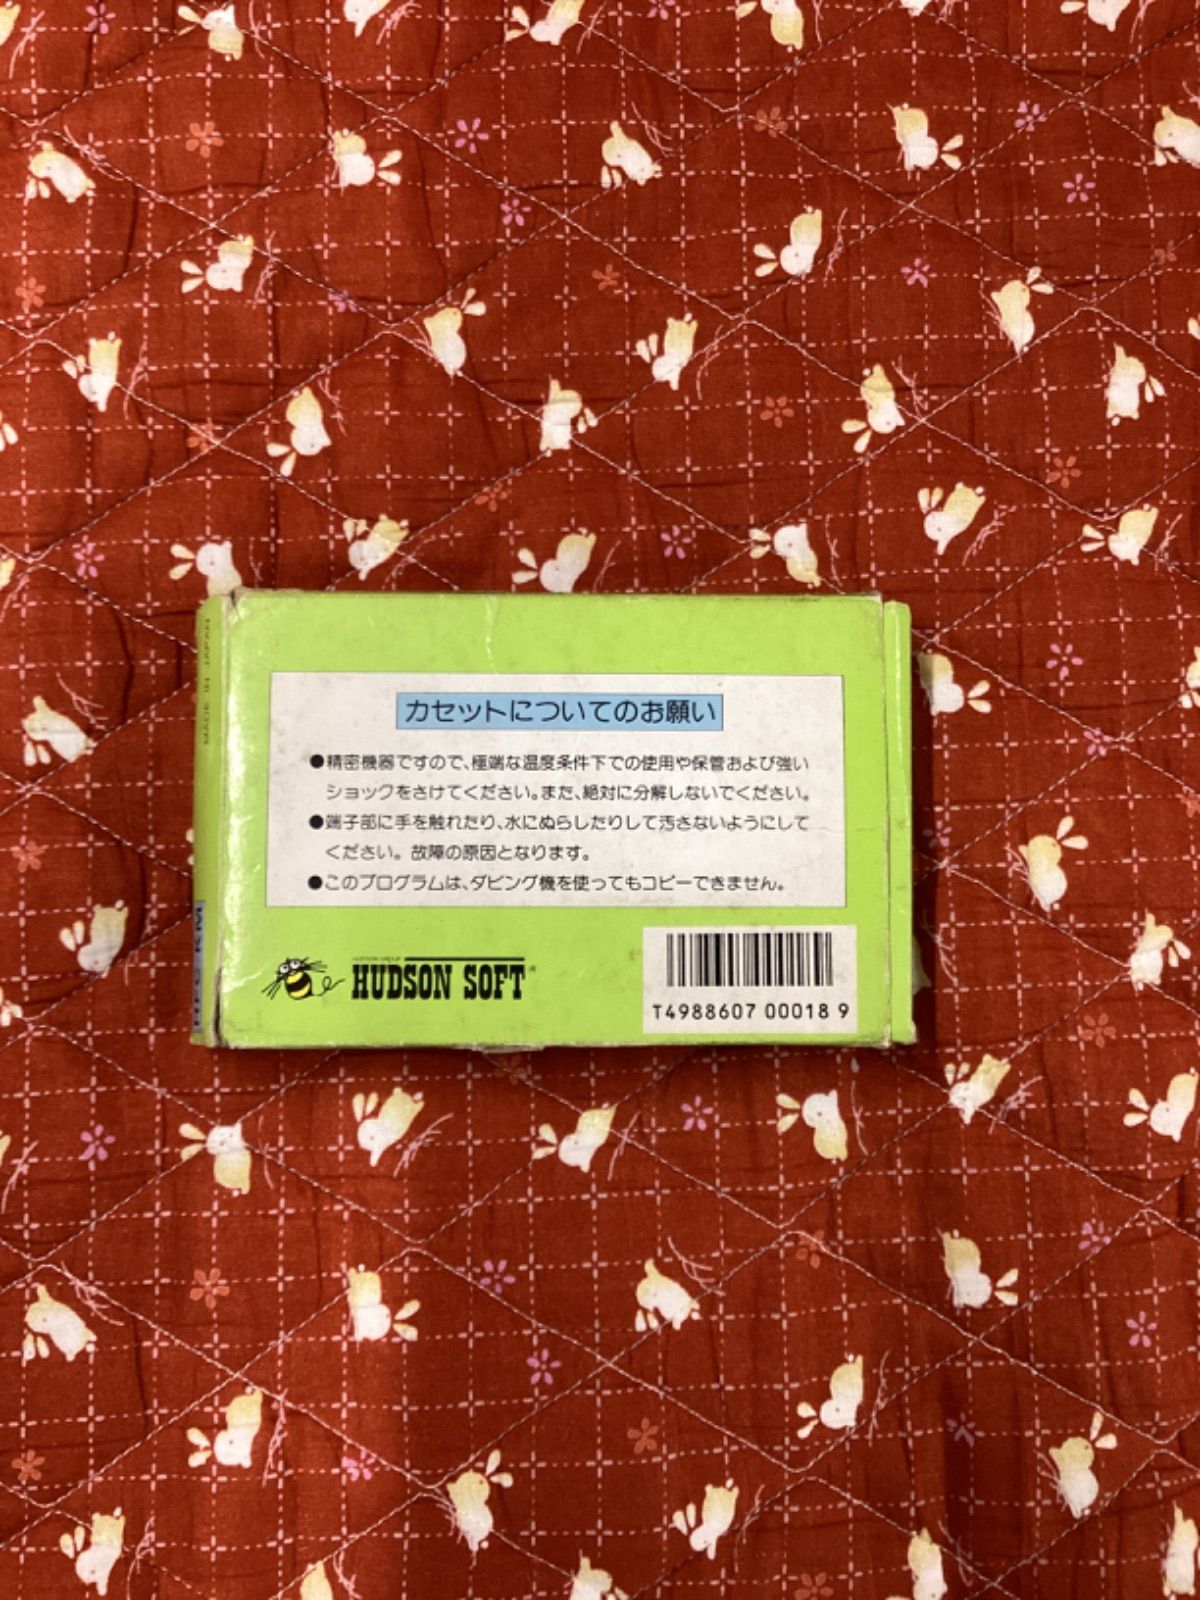 MADE IN JAPAN
カセットについてのお願い
●精密機器ですので、極端な温度条件下での使用や保管および強い
ショックをさけてください。また、絶対に分解しないでください。
●端子部に手を触れたり、水にぬらしたりして汚さないようにして
ください。故障の原因となります。
●このプログラムは、ダビング機を使ってもコピーできません。
HUDSON GROUP
HUDSON SOFT
T4988607 00018 9